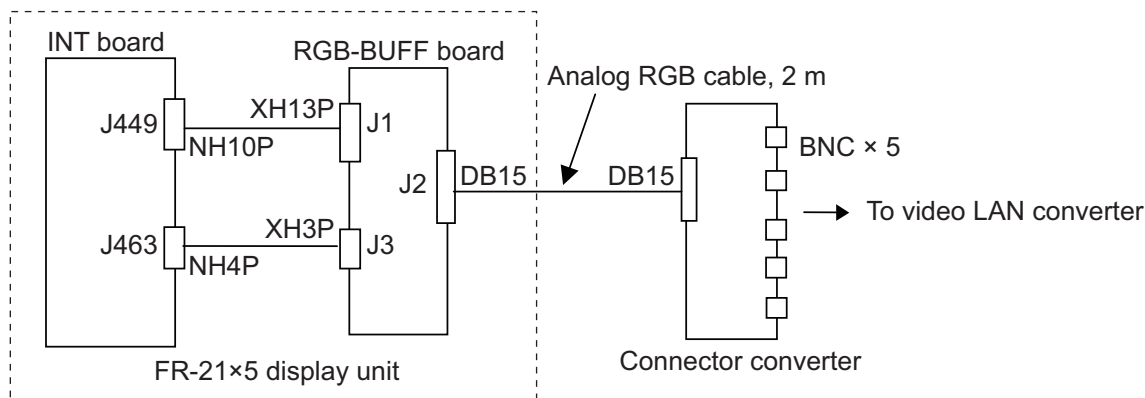 INT board
RGB-BUFF board
Analog RGB cable, 2 m
J449
XH13P
J1
NH10P
BNC × 5
J2
DB15
DB15
To video LAN converter
J463
XH3P
J3
NH4P
Connector converter
FR-21×5 display unit